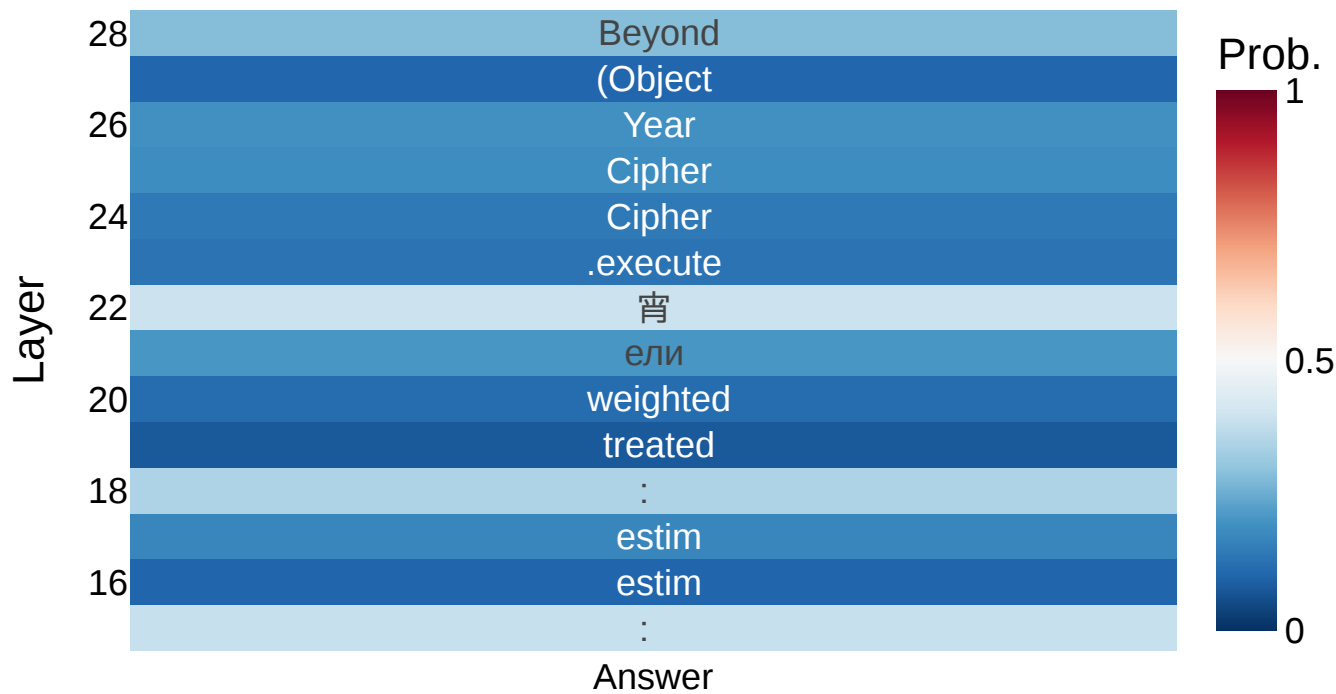 28
Beyond
(Object
26
Year
Cipher
24
Cipher
.execute
22
宵
ели
20
weighted
treated
18
:
estim
16
estim
:
Layer
Answer
Prob.
1
0.5
0